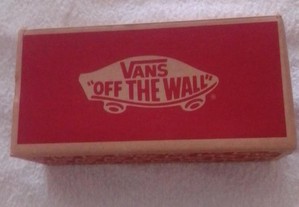 VANS
"OFF THE WALL"
®